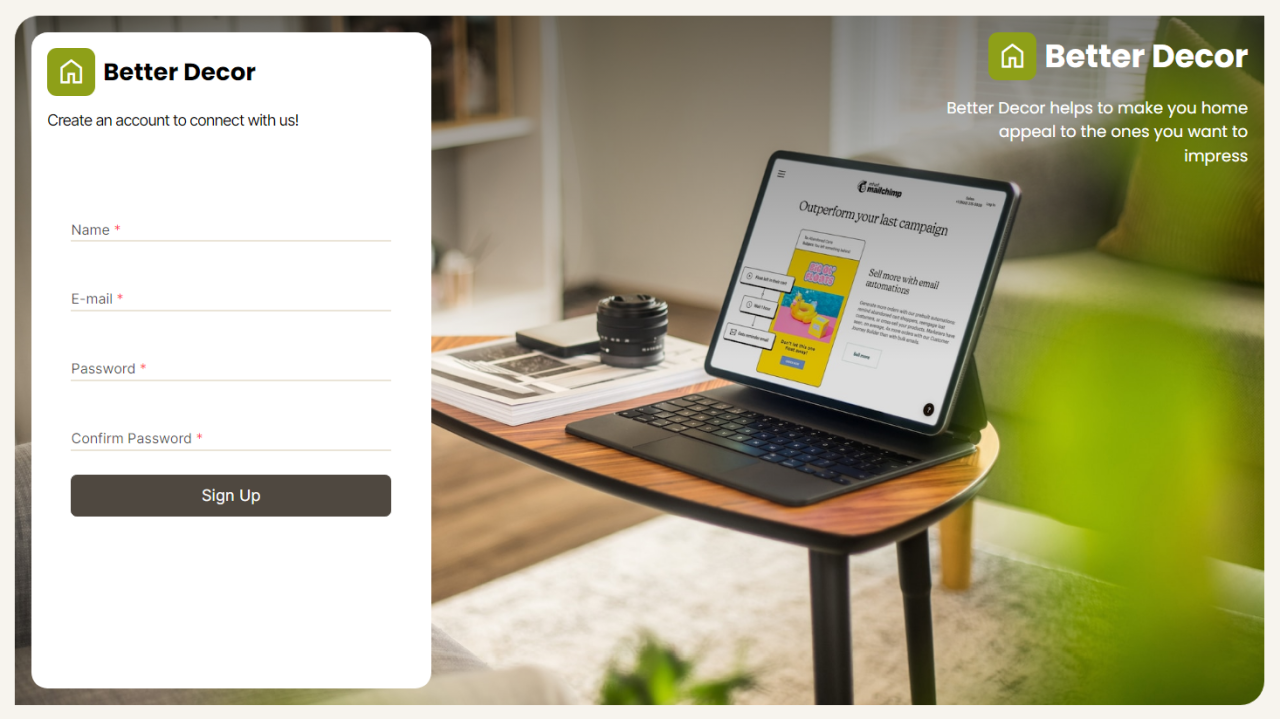 Better Decor
Create an account to connect with us!
Name *
E-mail *
Password *
Confirm Password *
Sign Up
Better Decor
Better Decor helps to make you home
appeal to the ones you want to
impress
mailchimp
Outperform your last campaign
Sell more with email
automations